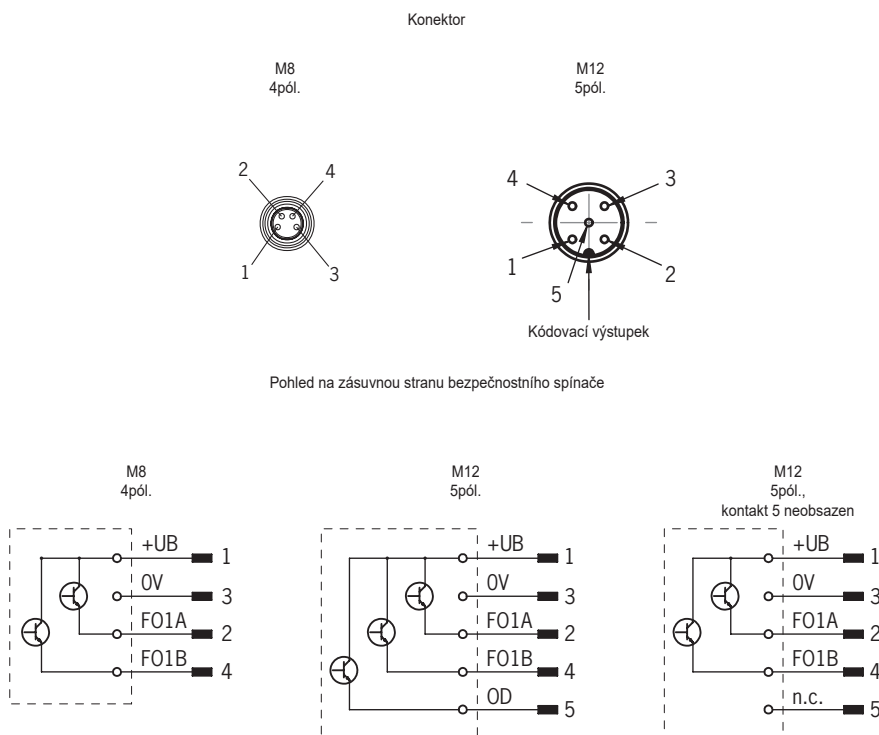 Konektor
M8
4pól.
M12
5pól.
2
4
1
3
4
3
1
2
5
Kódovací výstupek
Pohled na zásuvnou stranu bezpečnostního spínače
M8
4pól.
+UB
1
0V
3
FO1A
2
FO1B
4
M12
5pól.
+UB
1
0V
3
FO1A
2
FO1B
4
OD
5
M12
5pól.,
kontakt 5 neobsazen
+UB
1
0V
3
FO1A
2
FO1B
4
n.c.
5